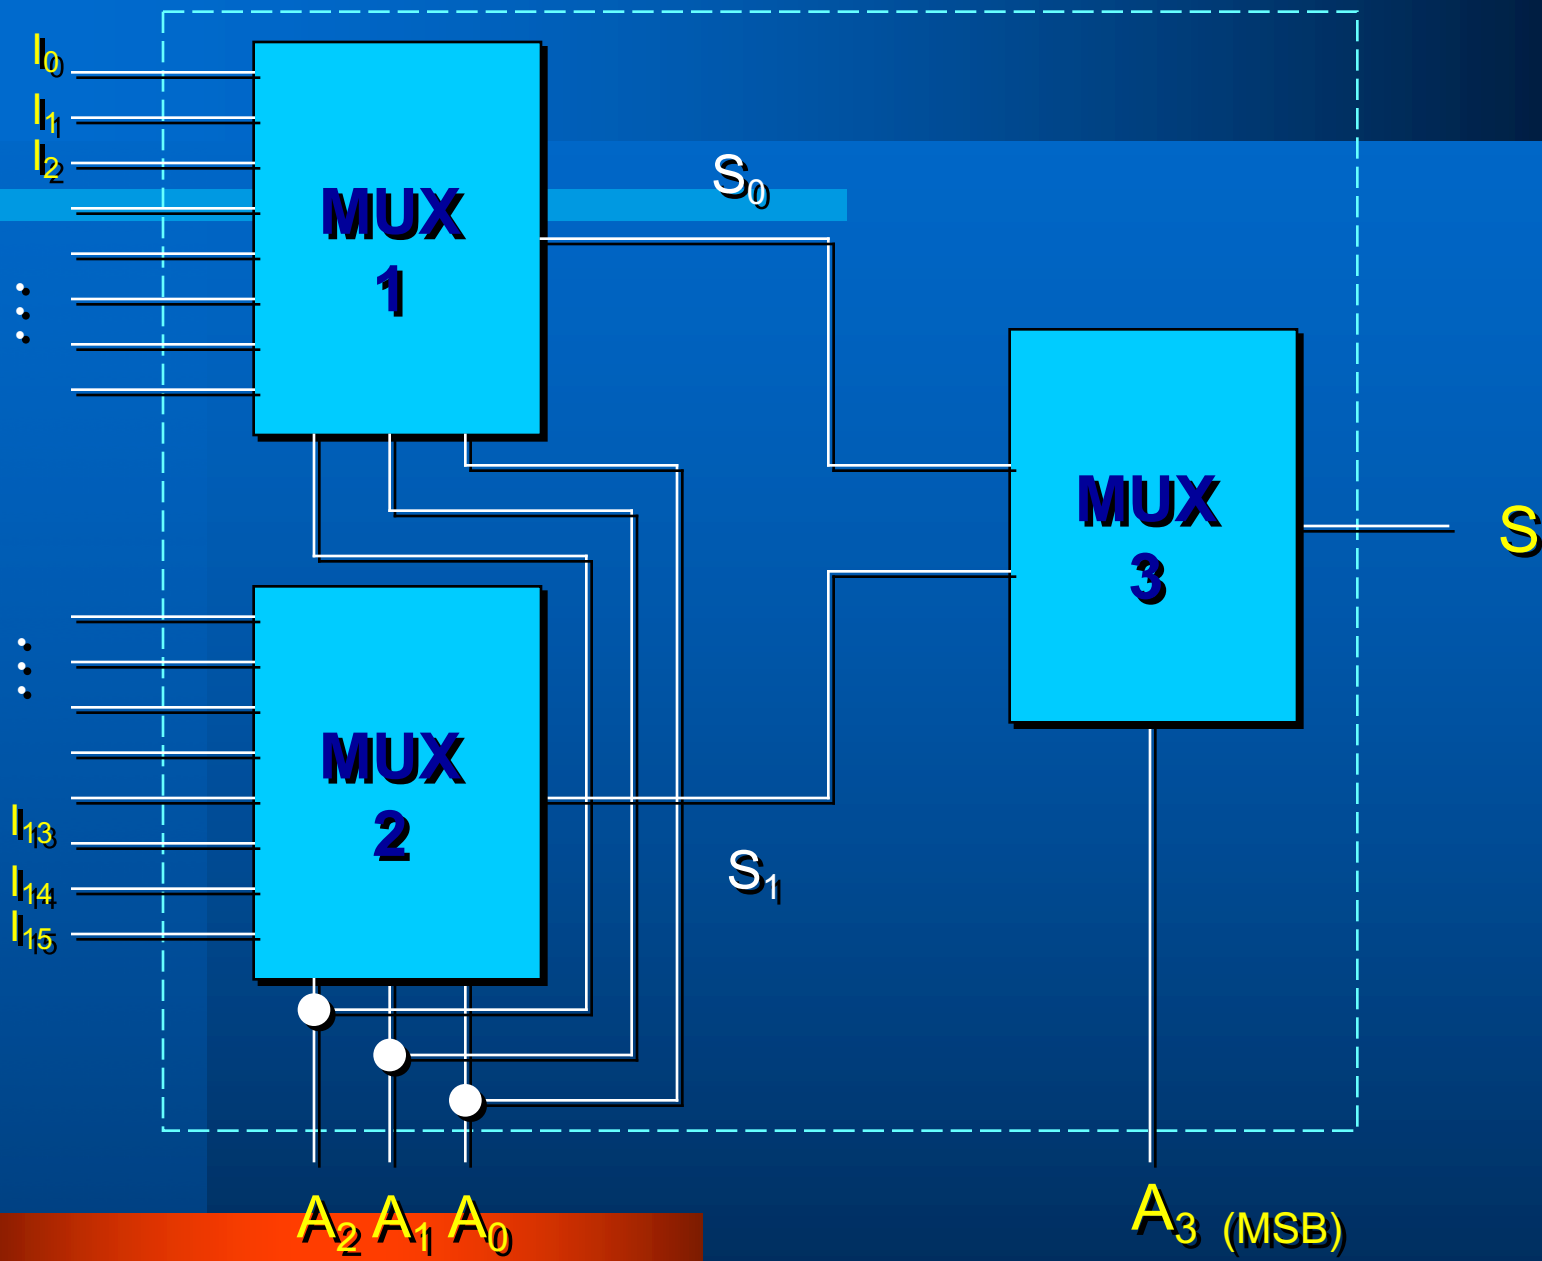 I₀
I₁
I₂
MUX
1
S₀
MUX
3
S
MUX
2
I₁₃
I₁₄
I₁₅
S₁
A₂ A₁ A₀
A₃ (MSB)